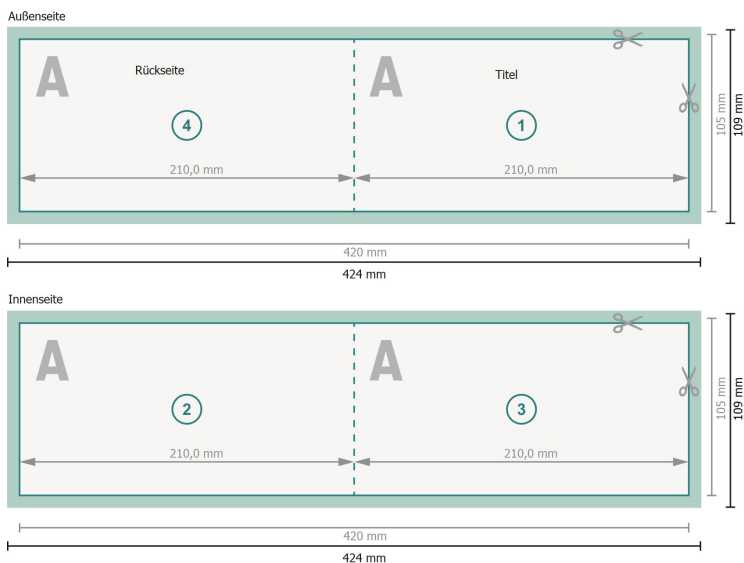 Außenseite
A
Rückseite
A
Titel
4
1
210,0 mm
210,0 mm
105 mm
109 mm
420 mm
424 mm
Innenseite
A
A
2
3
210,0 mm
210,0 mm
105 mm
109 mm
420 mm
424 mm